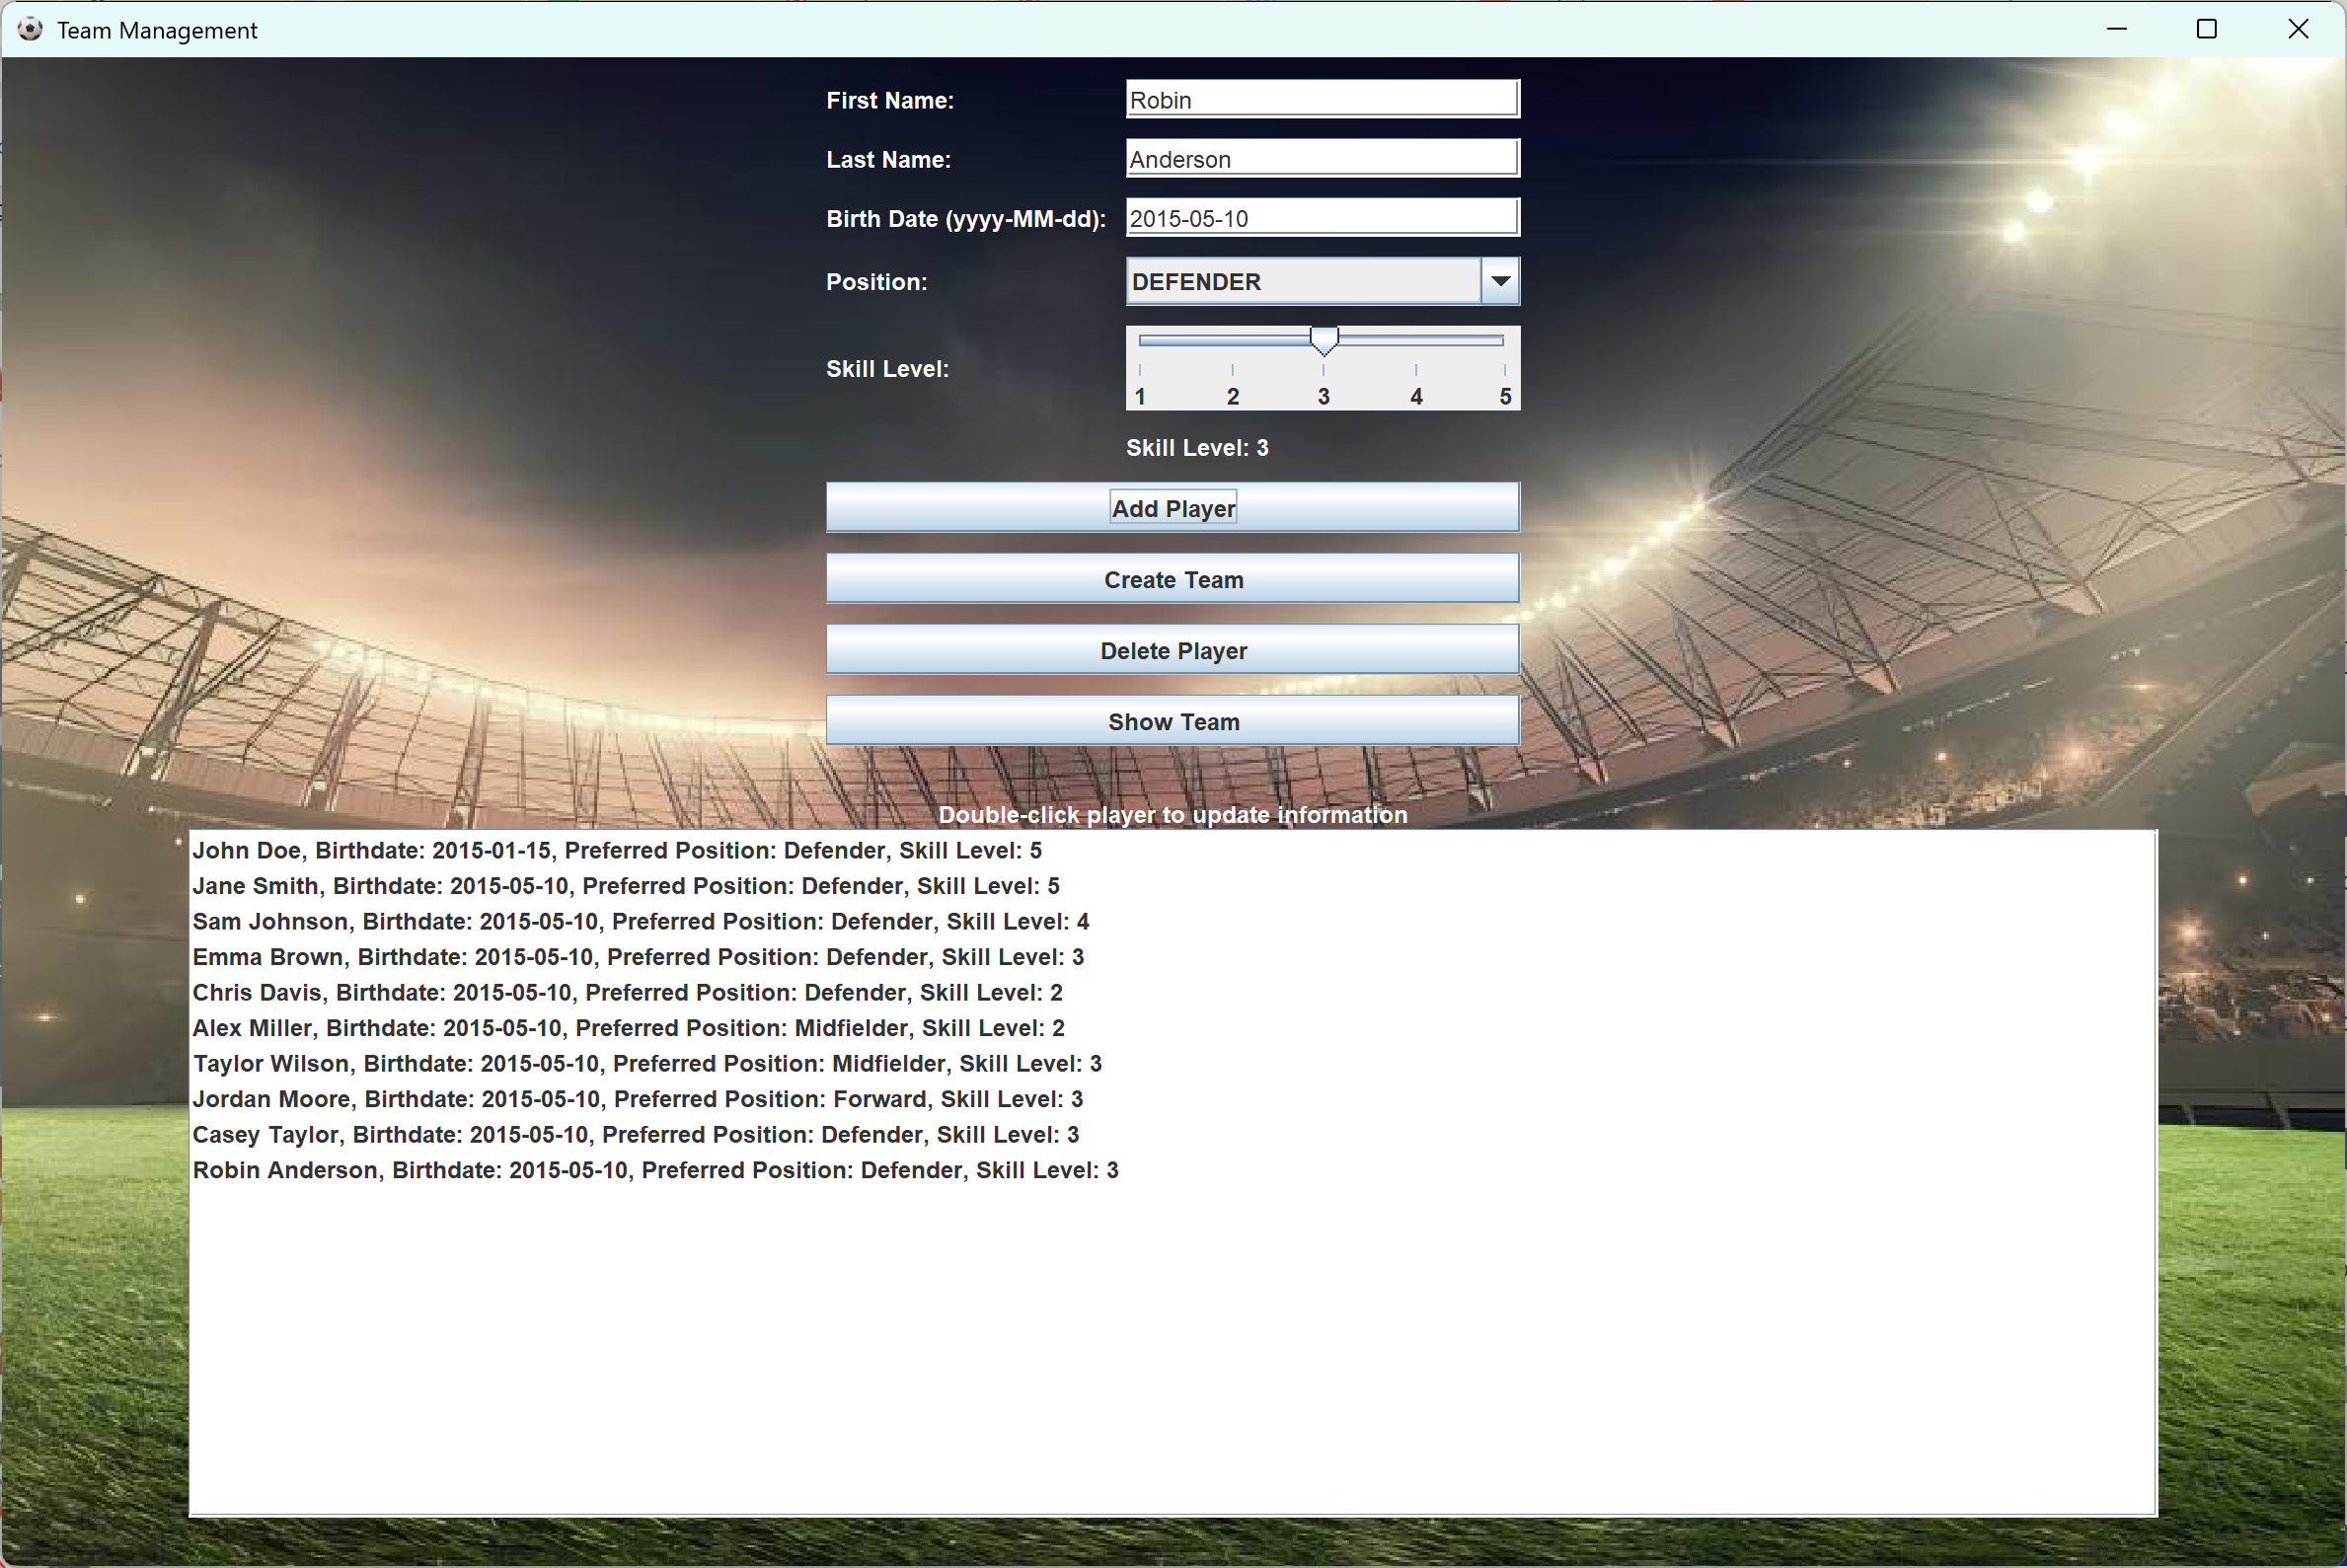 Team Management
First Name: Robin
Last Name: Anderson
Birth Date (yyyy-MM-dd): 2015-05-10
Position: DEFENDER
Skill Level:
1 2 3 4 5
Skill Level: 3
Add Player
Create Team
Delete Player
Show Team
Double-click player to update information
John Doe, Birthdate: 2015-01-15, Preferred Position: Defender, Skill Level: 5
Jane Smith, Birthdate: 2015-05-10, Preferred Position: Defender, Skill Level: 5
Sam Johnson, Birthdate: 2015-05-10, Preferred Position: Defender, Skill Level: 4
Emma Brown, Birthdate: 2015-05-10, Preferred Position: Defender, Skill Level: 3
Chris Davis, Birthdate: 2015-05-10, Preferred Position: Defender, Skill Level: 2
Alex Miller, Birthdate: 2015-05-10, Preferred Position: Midfielder, Skill Level: 2
Taylor Wilson, Birthdate: 2015-05-10, Preferred Position: Midfielder, Skill Level: 3
Jordan Moore, Birthdate: 2015-05-10, Preferred Position: Forward, Skill Level: 3
Casey Taylor, Birthdate: 2015-05-10, Preferred Position: Defender, Skill Level: 3
Robin Anderson, Birthdate: 2015-05-10, Preferred Position: Defender, Skill Level: 3